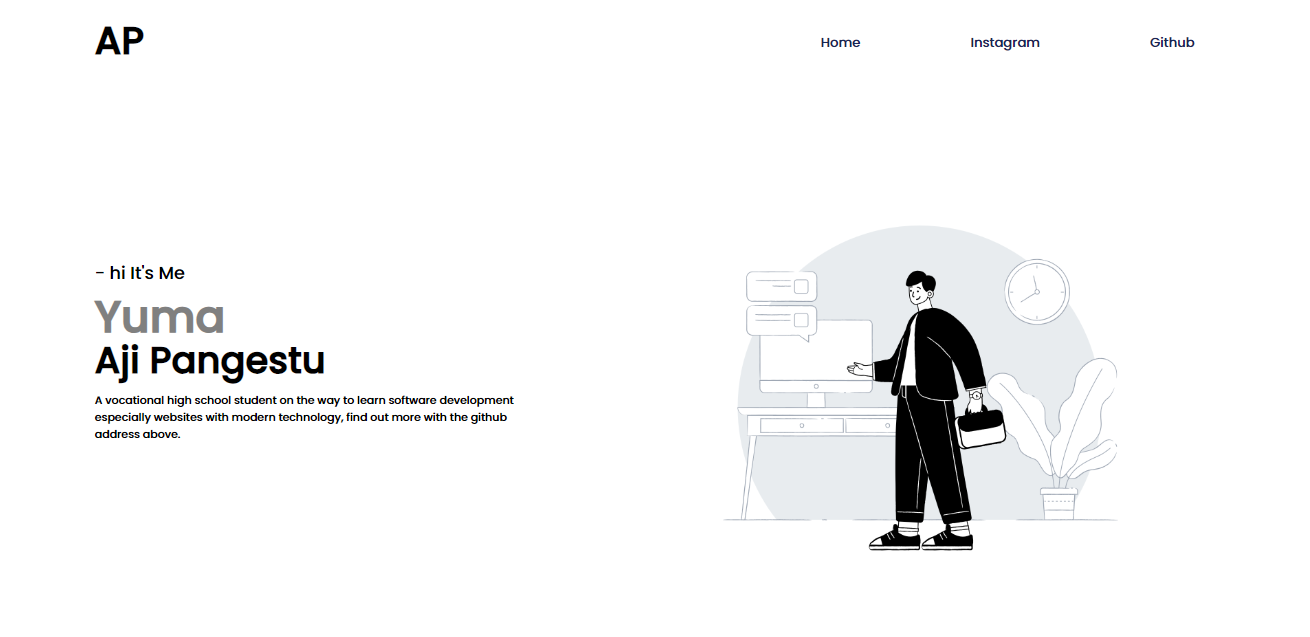 AP
Home Instagram Github
- hi It's Me
Yuma
Aji Pangestu
A vocational high school student on the way to learn software development
especially websites with modern technology, find out more with the github
address above.